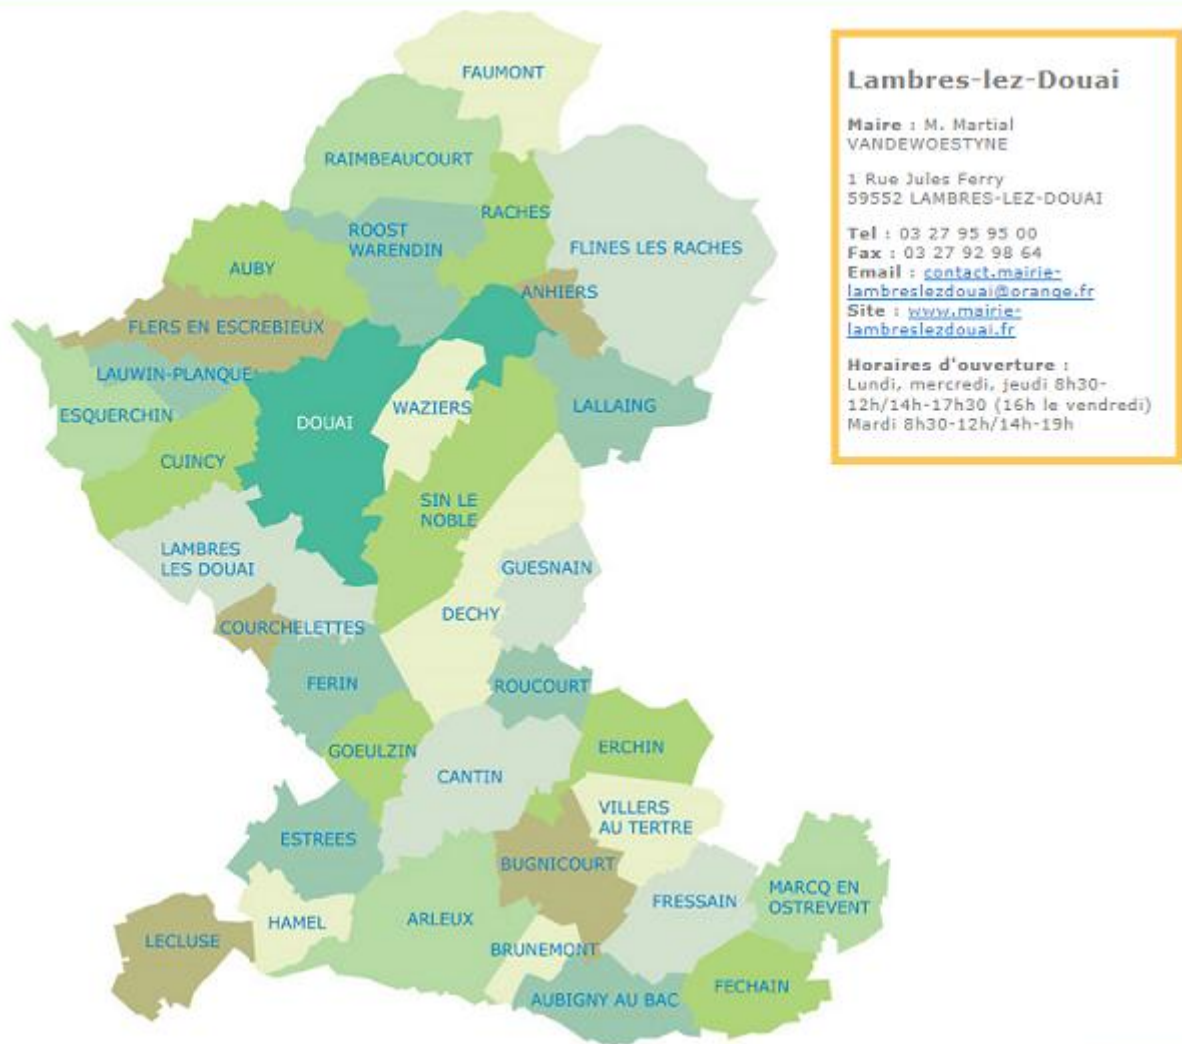 FAUMONT
RAIMBEAUCOURT
RACHES
ROOST
WARENDIN
FLINES LES RACHES
AUBY
ANHIERS
FLERS EN ESCREBIEUX
LAUWIN-PLANQUE
ESQUERCHIN
WAZIERS
LALLAING
DOUAI
CUINCY
SIN LE
NOBLE
LAMBRES
LES DOUAI
GUESNAIN
DECHY
COURCHELETTES
FERIN
ROUCOURT
GOEULZIN
ERCHIN
CANTIN
VILLERS
AU TERTRE
ESTREES
BUGNICOURT
MARCQ EN
OSTREVENT
FRESSAIN
HAMEL
ARLEUX
LECLUSE
BRUNEMONT
FECHAIN
AUBIGNY AU BAC
Lambres-lez-Douai
Maire : M. Martial
VANDEWOESTYNE
1 Rue Jules Ferry
59552 LAMBRES-LEZ-DOUAI
Tel : 03 27 95 95 00
Fax : 03 27 92 98 64
Email : contact.mairie-
lambreslezdouai@orange.fr
Site : www.mairie-
lambreslezdouai.fr
Horaires d'ouverture :
Lundi, mercredi, jeudi 8h30-
12h/14h-17h30 (16h le vendredi)
Mardi 8h30-12h/14h-19h